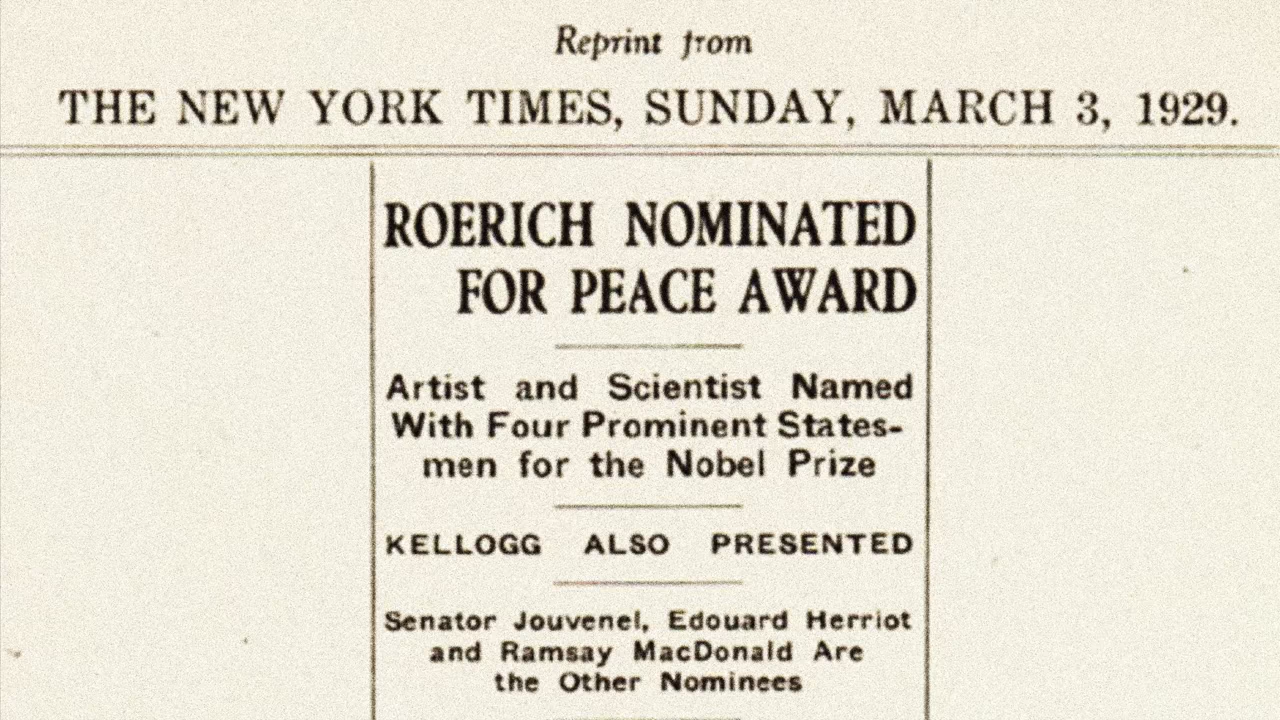 Reprint from
THE NEW YORK TIMES, SUNDAY, MARCH 3, 1929.
ROERICH NOMINATED
FOR PEACE AWARD
Artist and Scientist Named
With Four Prominent States-
men for the Nobel Prize
KELLOGG ALSO PRESENTED
Senator Jouvenel, Edouard Herriot
and Ramsay MacDonald Are
the Other Nominees